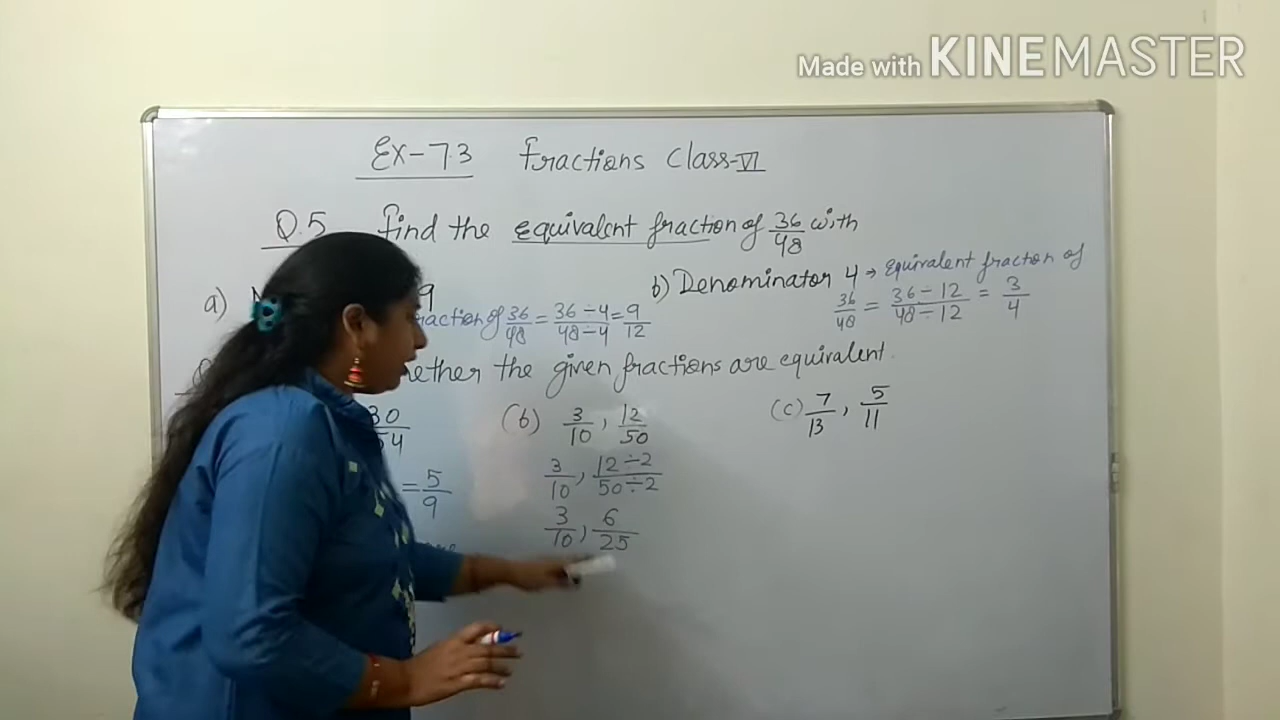 Made with KINEMASTER
Ex-7.3 Fractions Class-VI
Q.5 find the equivalent fraction of 36/48 with
a) 9
b) Denominator 4 → Equivalent fraction of
of 36/48 = 36÷4/48÷4 = 9/12
36/48 = 36÷12/48÷12 = 3/4
the given fractions are equivalent.
30
(b) 3/10, 12/50
(c) 7/13, 5/11
= 5/9
3/10, 12÷2/50÷2
3/10, 6/25